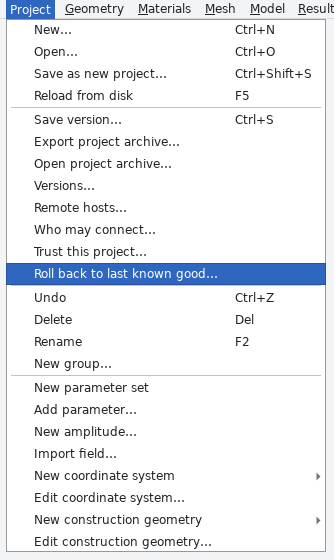 Project Geometry Materials Mesh Model Result
New... Ctrl+N
Open... Ctrl+O
Save as new project... Ctrl+Shift+S
Reload from disk F5
Save version... Ctrl+S
Export project archive...
Open project archive...
Versions...
Remote hosts...
Who may connect...
Trust this project...
Roll back to last known good...
Undo Ctrl+Z
Delete Del
Rename F2
New group...
New parameter set
Add parameter...
New amplitude...
Import field...
New coordinate system
Edit coordinate system...
New construction geometry
Edit construction geometry...